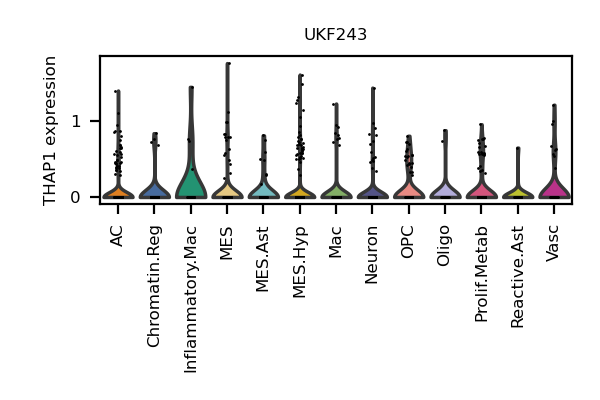 UKF243
THAP1 expression
1
0
AC
Chromatin.Reg
Inflammatory.Mac
MES
MES.Ast
MES.Hyp
Mac
Neuron
OPC
Oligo
Prolif.Metab
Reactive.Ast
Vasc